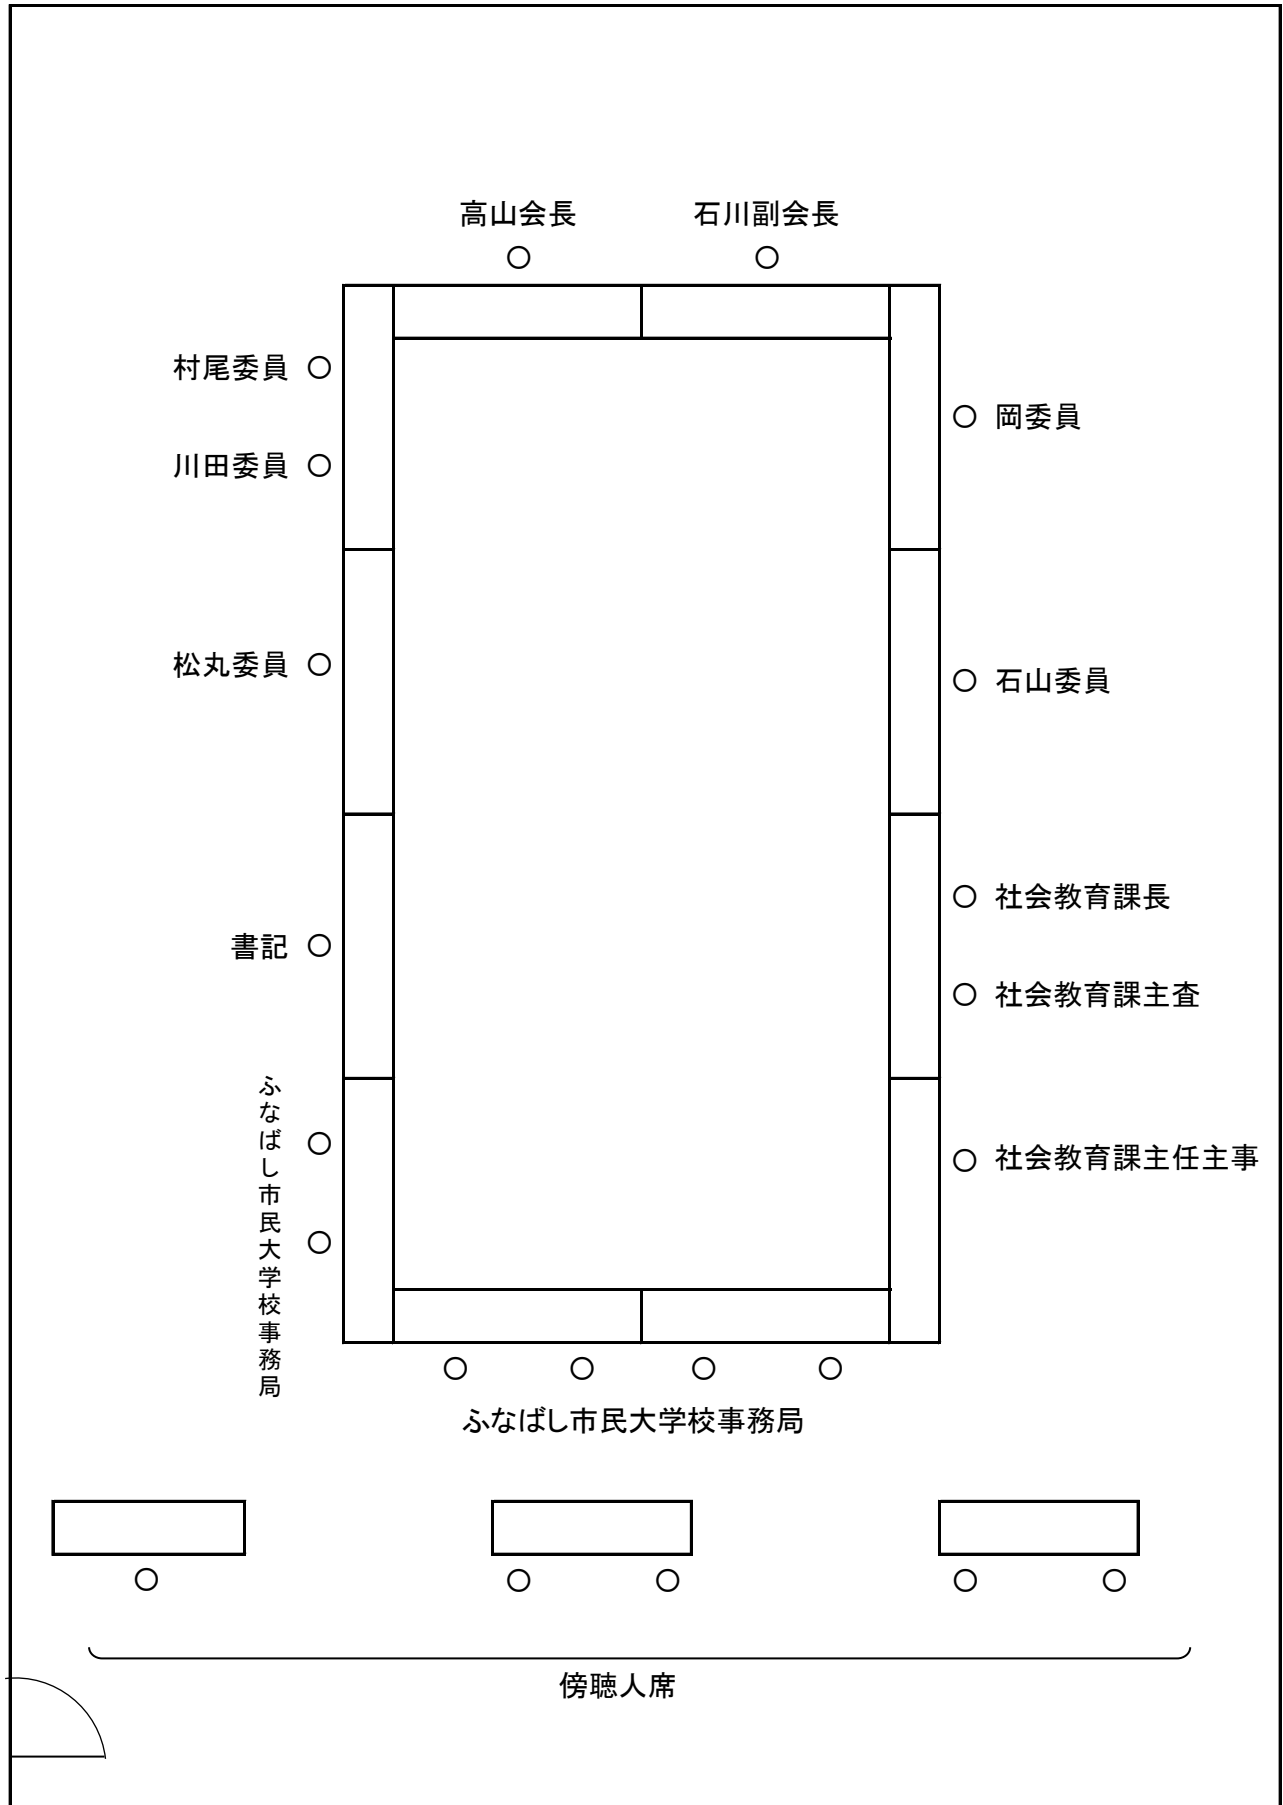 高山会長
石川副会長
村尾委員
岡委員
川田委員
松丸委員
石山委員
社会教育課長
書記
社会教育課主査
ふなばし市民大学校事務局
社会教育課主任主事
ふなばし市民大学校事務局
傍聴人席